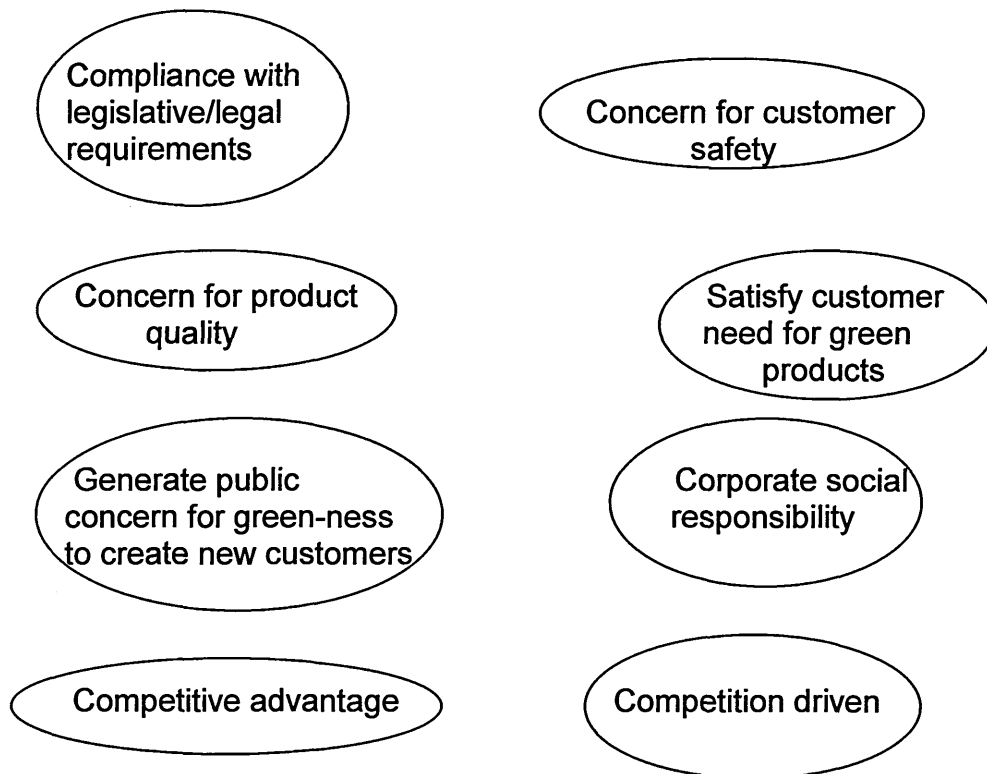 Compliance with
legislative/legal
requirements
Concern for customer
safety
Concern for product
quality
Satisfy customer
need for green
products
Generate public
concern for green-ness
to create new customers
Corporate social
responsibility
Competitive advantage
Competition driven